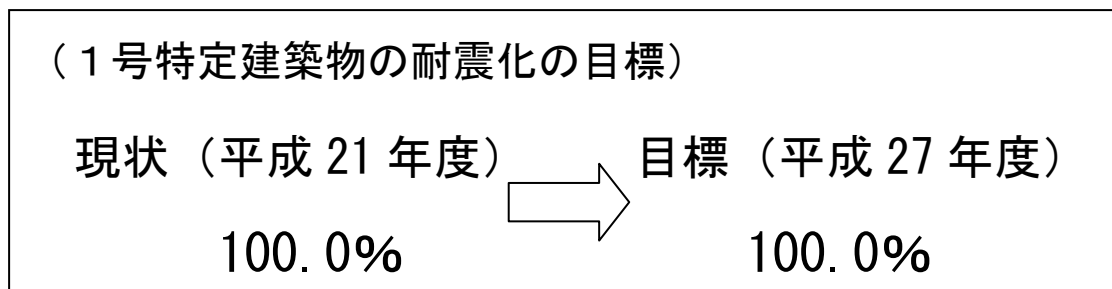 （１号特定建築物の耐震化の目標）
現状（平成 21 年度） 目標（平成 27 年度）
100.0% 100.0%